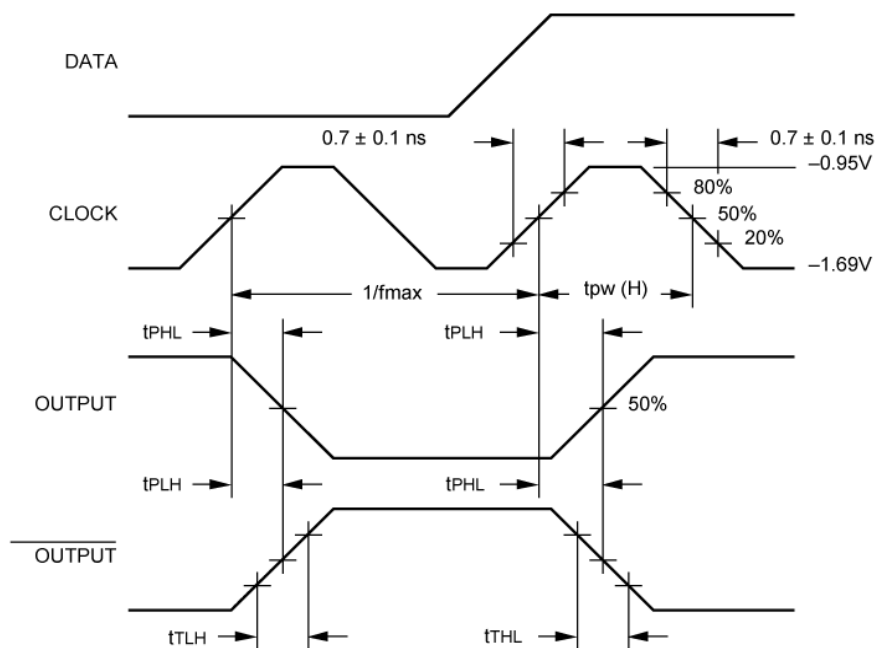 DATA
0.7 ± 0.1 ns
0.7 ± 0.1 ns
–0.95V
80%
CLOCK
50%
20%
–1.69V
1/fmax
tpw (H)
tPHL
tPLH
OUTPUT
50%
tPLH
tPHL
OUTPUT
tTLH
tTHL